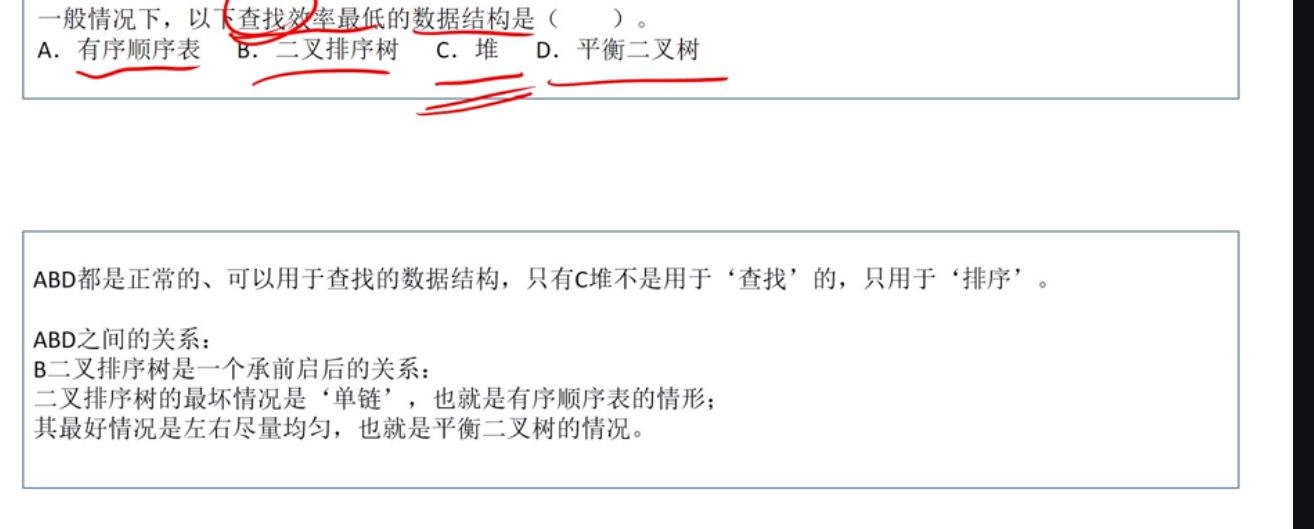 一般情况下，以下查找效率最低的数据结构是（　　）。
A．有序顺序表　B．二叉排序树　C．堆　D．平衡二叉树
ABD都是正常的、可以用于查找的数据结构，只有C堆不是用于‘查找’的，只用于‘排序’。
ABD之间的关系：
B二叉排序树是一个承前启后的关系：
二叉排序树的最坏情况是‘单链’，也就是有序顺序表的情形；
其最好情况是左右尽量均匀，也就是平衡二叉树的情况。